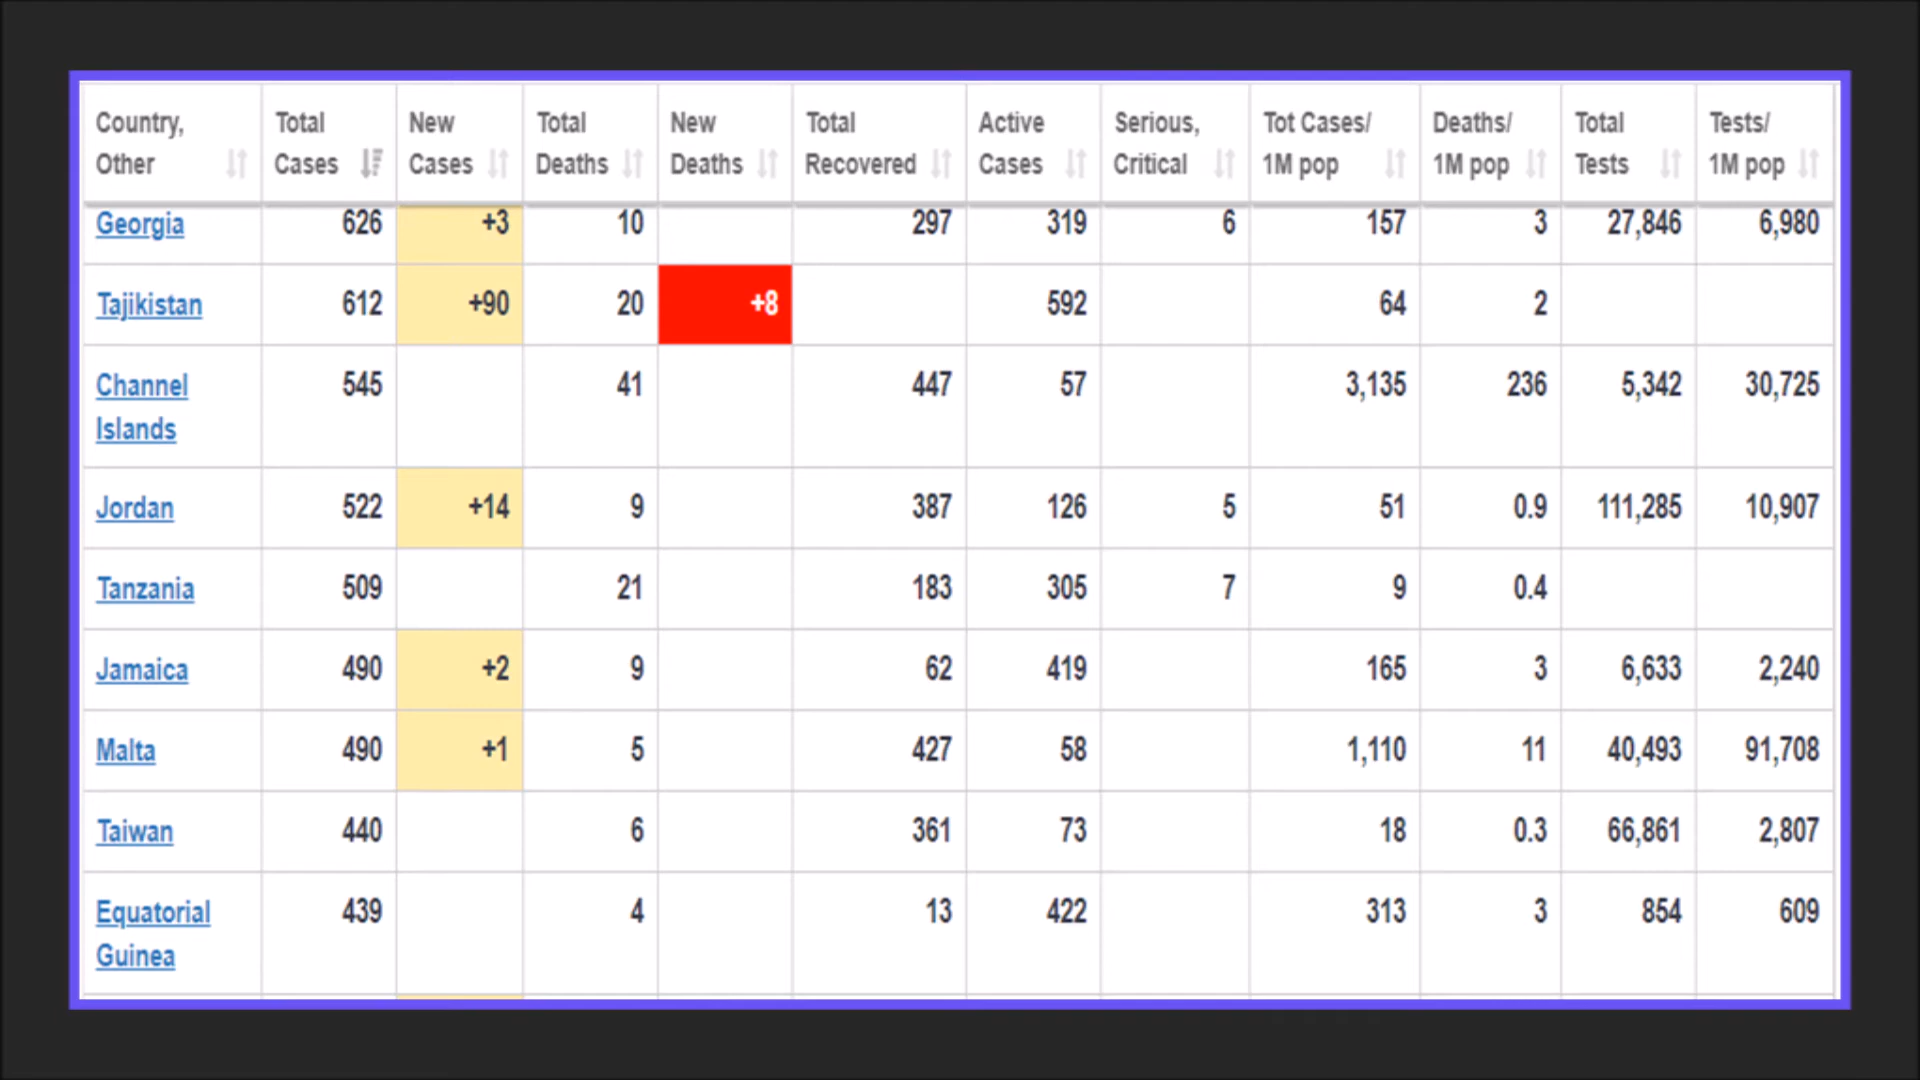 Country, Total New Total New Total Active Serious, Tot Cases/ Deaths/ Total Tests/
Other Cases Cases Deaths Deaths Recovered Cases Critical 1M pop 1M pop Tests 1M pop
Georgia 626 +3 10 297 319 6 157 3 27,846 6,980
Tajikistan 612 +90 20 +8 592 64 2
Channel 545 41 447 57 3,135 236 5,342 30,725
Islands
Jordan 522 +14 9 387 126 5 51 0.9 111,285 10,907
Tanzania 509 21 183 305 7 9 0.4
Jamaica 490 +2 9 62 419 165 3 6,633 2,240
Malta 490 +1 5 427 58 1,110 11 40,493 91,708
Taiwan 440 6 361 73 18 0.3 66,861 2,807
Equatorial 439 4 13 422 313 3 854 609
Guinea